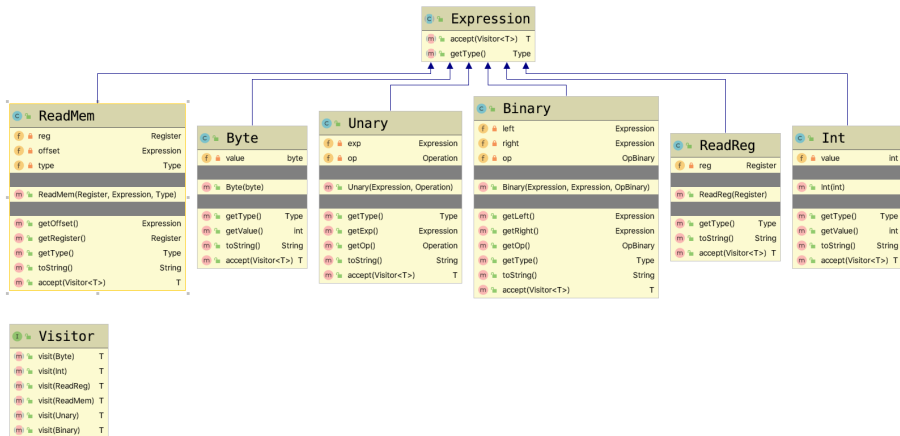 Expression
accept(Visitor<T>) T
getType() Type
ReadMem
reg Register
offset Expression
type Type
ReadMem(Register, Expression, Type)
getOffset() Expression
getRegister() Register
getType() Type
toString() String
accept(Visitor<T>) T
Byte
value byte
Byte(byte)
getType() Type
getValue() int
toString() String
accept(Visitor<T>) T
Unary
exp Expression
op Operation
Unary(Expression, Operation)
getType() Type
getExp() Expression
getOp() Operation
toString() String
accept(Visitor<T>) T
Binary
left Expression
right Expression
op OpBinary
Binary(Expression, Expression, OpBinary)
getLeft() Expression
getRight() Expression
getOp() OpBinary
getType() Type
toString() String
accept(Visitor<T>) T
ReadReg
reg Register
ReadReg(Register)
getType() Type
toString() String
accept(Visitor<T>) T
Int
value int
Int(int)
getType() Type
getValue() int
toString() String
accept(Visitor<T>) T
Visitor
visit(Byte) T
visit(Int) T
visit(ReadReg) T
visit(ReadMem) T
visit(Unary) T
visit(Binary) T